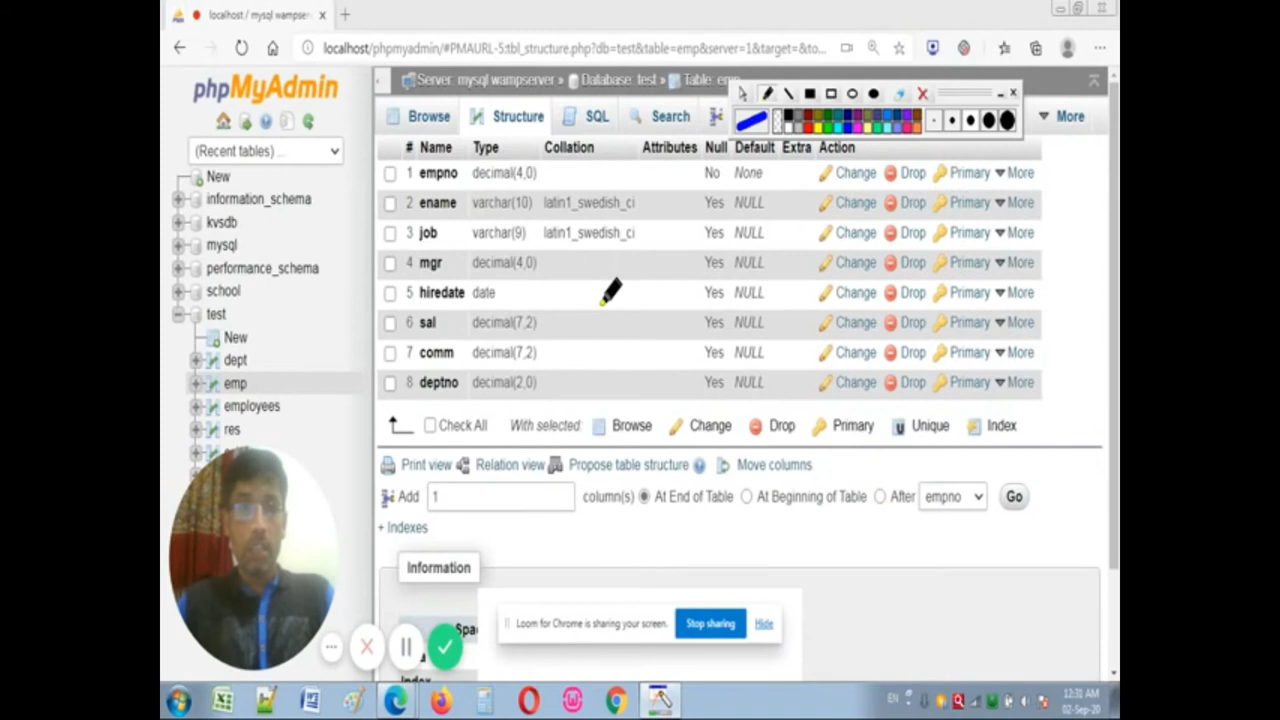 localhost / mysql wampser
localhost/phpmyadmin/#PMAURL-5:tbl_structure.php?db=test&table=emp&server=1&target=&to...
phpMyAdmin
(Recent tables) ...
New
information_schema
kvsdb
mysql
performance_schema
school
test
New
dept
emp
employees
res
Server: mysql wampserver » Database: test » Table: emp
Browse Structure SQL Search More
# Name Type Collation Attributes Null Default Extra Action
1 empno decimal(4,0) No None Change Drop Primary More
2 ename varchar(10) latin1_swedish_ci Yes NULL Change Drop Primary More
3 job varchar(9) latin1_swedish_ci Yes NULL Change Drop Primary More
4 mgr decimal(4,0) Yes NULL Change Drop Primary More
5 hiredate date Yes NULL Change Drop Primary More
6 sal decimal(7,2) Yes NULL Change Drop Primary More
7 comm decimal(7,2) Yes NULL Change Drop Primary More
8 deptno decimal(2,0) Yes NULL Change Drop Primary More
Check All With selected: Browse Change Drop Primary Unique Index
Print view Relation view Propose table structure Move columns
Add 1 column(s) At End of Table At Beginning of Table After empno Go
+ Indexes
Information
Spac
Loom for Chrome is sharing your screen. Stop sharing Hide
Index
EN
12:31 AM
02-Sep-20